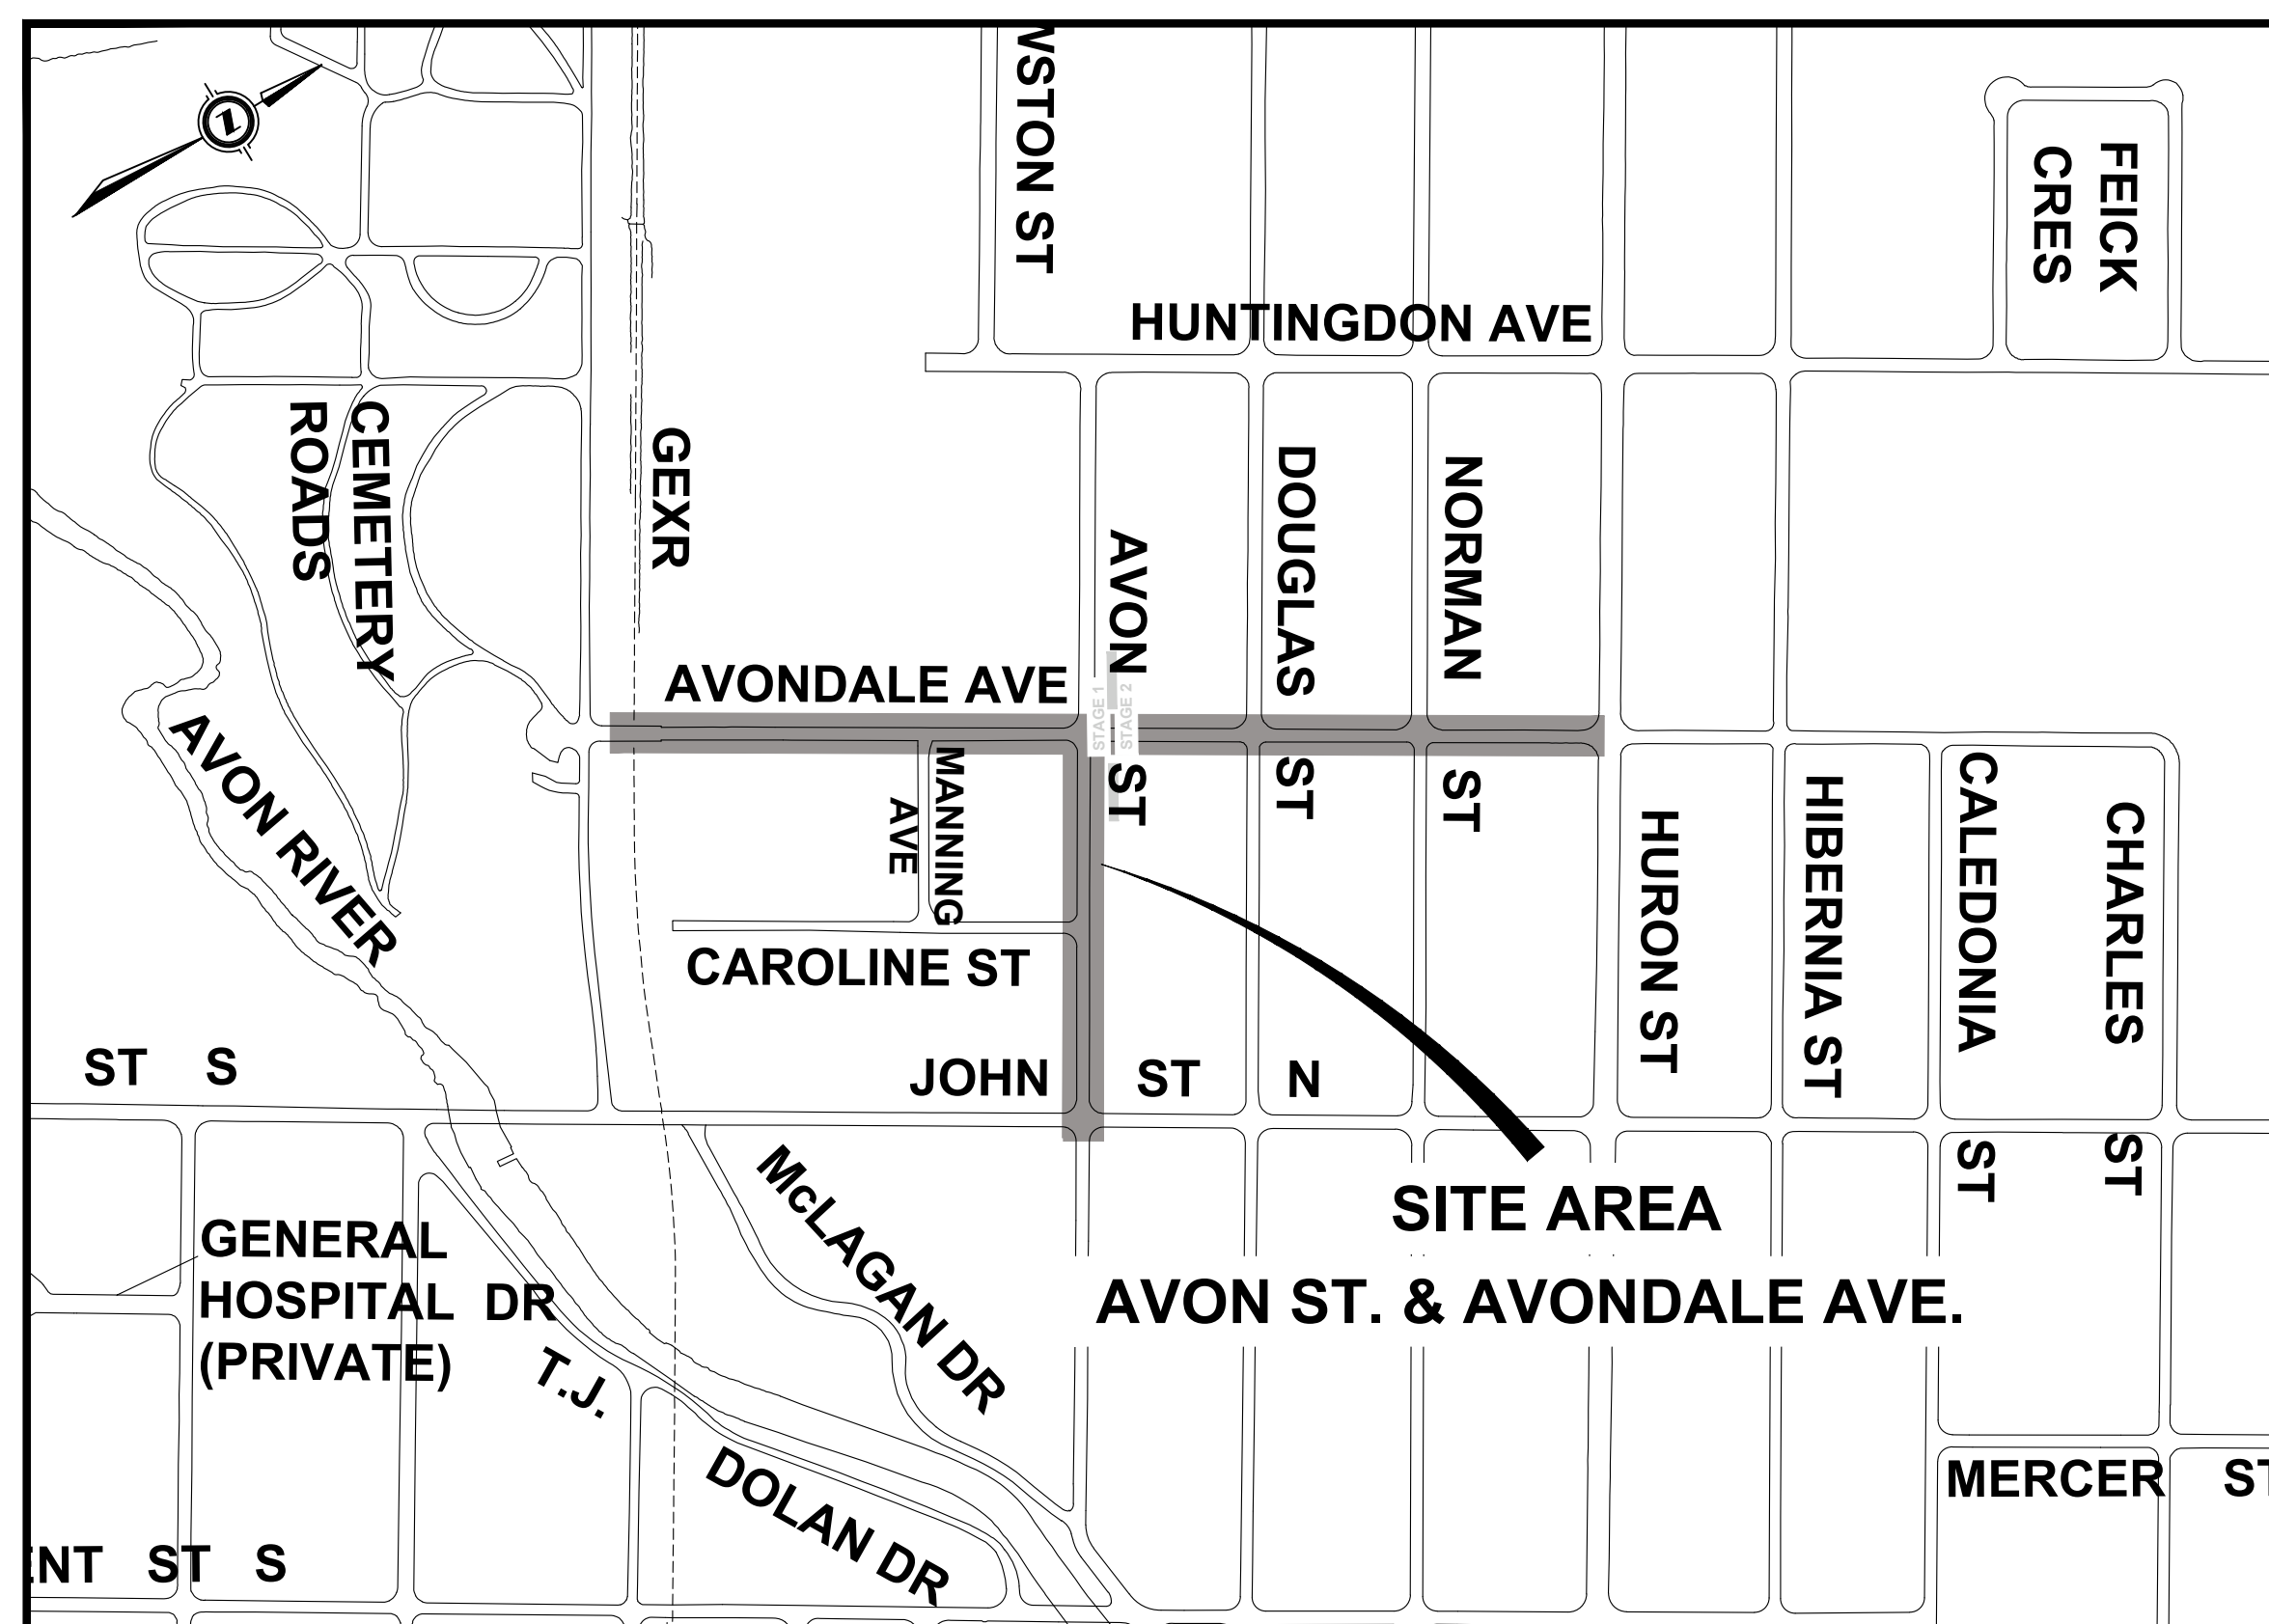 WSTON ST
FEICK
CRES
Z
HUNTINGDON AVE
CEMETERY
ROADS
GEXR
AVON ST
DOUGLAS ST
NORMAN ST
AVONDALE AVE
STAGE 1
STAGE 2
AVON RIVER
MANNING
AVE
HURON ST
HIBERNIA ST
CALEDONIA ST
CHARLES ST
CAROLINE ST
ST S
JOHN ST N
McLAGAN DR
SITE AREA
AVON ST. & AVONDALE AVE.
GENERAL
HOSPITAL DR
(PRIVATE)
T.J. DOLAN DR
MERCER ST
ENT ST S